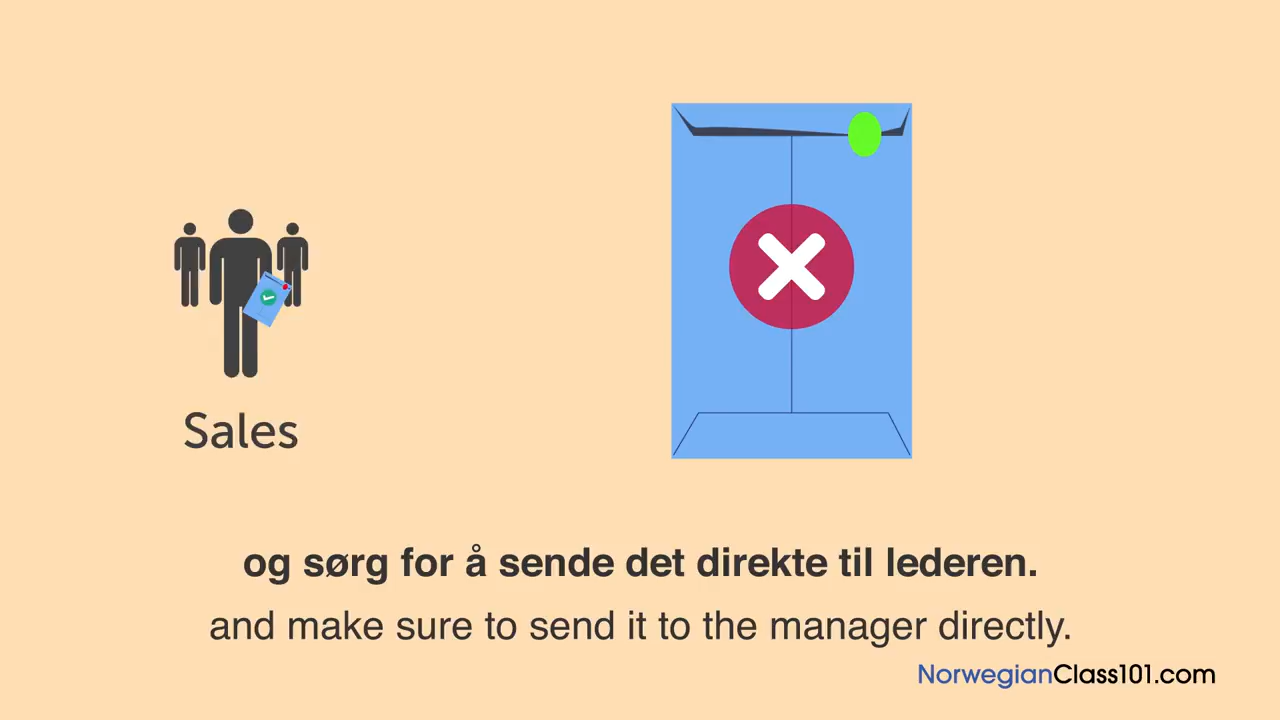 Sales
og sørg for å sende det direkte til lederen.
and make sure to send it to the manager directly.
NorwegianClass101.com